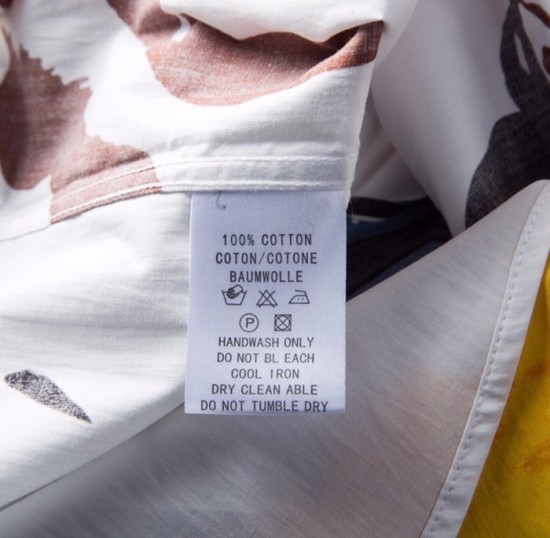 100% COTTON
COTON/COTONE
BAUMWOLLE
P
HANDWASH ONLY
DO NOT BL EACH
COOL IRON
DRY CLEAN ABLE
DO NOT TUMBLE DRY